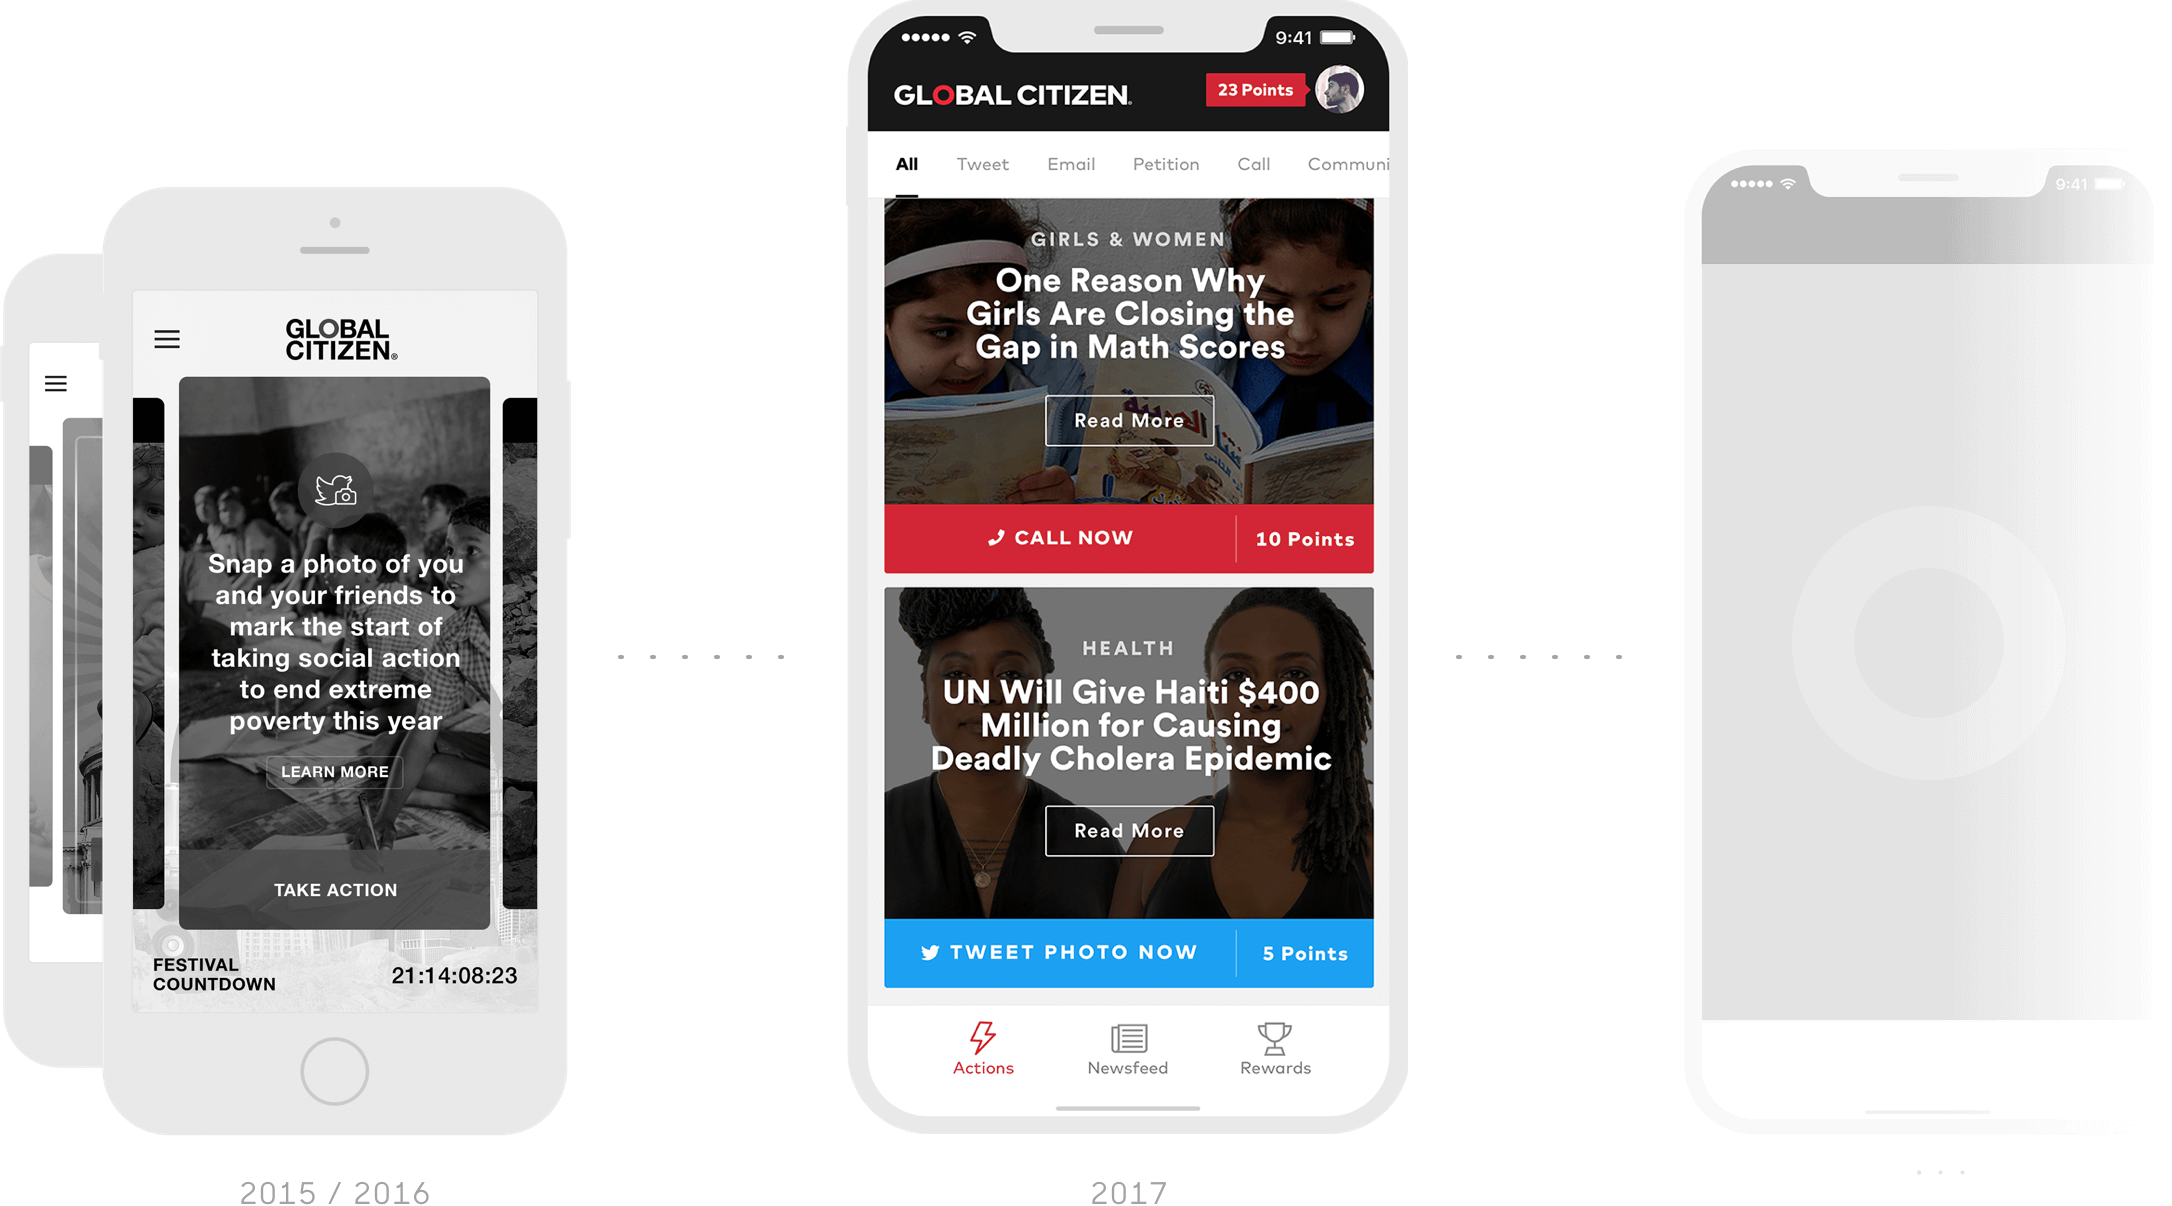 GLOBAL
CITIZEN®
Snap a photo of you
and your friends to
mark the start of
taking social action
to end extreme
poverty this year
LEARN MORE
TAKE ACTION
FESTIVAL
COUNTDOWN
21:14:08:23
2015 / 2016
9:41
GLOBAL CITIZEN.
23 Points
All Tweet Email Petition Call Communi
GIRLS & WOMEN
One Reason Why
Girls Are Closing the
Gap in Math Scores
Read More
CALL NOW
10 Points
HEALTH
UN Will Give Haiti $400
Million for Causing
Deadly Cholera Epidemic
Read More
TWEET PHOTO NOW
5 Points
Actions Newsfeed Rewards
2017
9:41
. . .